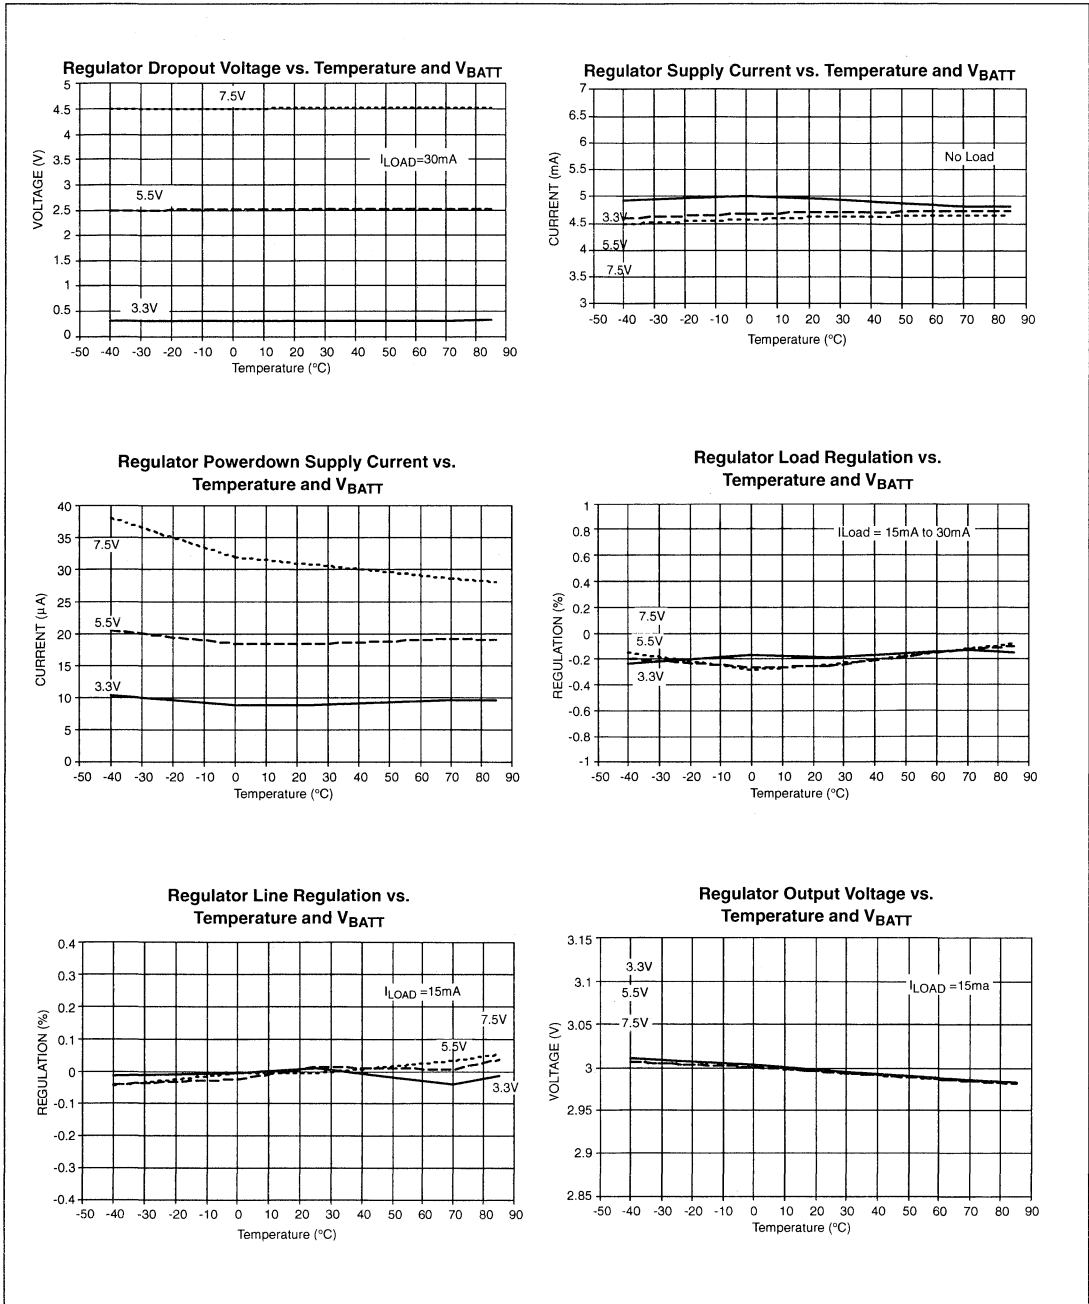 Regulator Dropout Voltage vs. Temperature and VBATT
5
4.5
4
3.5
3
2.5
2
1.5
1
0.5
0
VOLTAGE (V)
7.5V
ILOAD=30mA
5.5V
3.3V
-50 -40 -30 -20 -10 0 10 20 30 40 50 60 70 80 90
Temperature (°C)
Regulator Supply Current vs. Temperature and VBATT
7
6.5
6
5.5
5
4.5
4
3.5
3
CURRENT (mA)
No Load
3.3V
5.5V
7.5V
-50 -40 -30 -20 -10 0 10 20 30 40 50 60 70 80 90
Temperature (°C)
Regulator Powerdown Supply Current vs.
Temperature and VBATT
40
35
30
25
20
15
10
5
0
CURRENT (µA)
7.5V
5.5V
3.3V
-50 -40 -30 -20 -10 0 10 20 30 40 50 60 70 80 90
Temperature (°C)
Regulator Load Regulation vs.
Temperature and VBATT
1
0.8
0.6
0.4
0.2
0
-0.2
-0.4
-0.6
-0.8
-1
REGULATION (%)
ILoad = 15mA to 30mA
7.5V
5.5V
3.3V
-50 -40 -30 -20 -10 0 10 20 30 40 50 60 70 80 90
Temperature (°C)
Regulator Line Regulation vs.
Temperature and VBATT
0.4
0.3
0.2
0.1
0
-0.1
-0.2
-0.3
-0.4
REGULATION (%)
ILOAD =15mA
7.5V
5.5V
3.3V
-50 -40 -30 -20 -10 0 10 20 30 40 50 60 70 80 90
Temperature (°C)
Regulator Output Voltage vs.
Temperature and VBATT
3.15
3.1
3.05
3
2.95
2.9
2.85
VOLTAGE (V)
3.3V
5.5V
7.5V
ILOAD =15ma
-50 -40 -30 -20 -10 0 10 20 30 40 50 60 70 80 90
Temperature (°C)